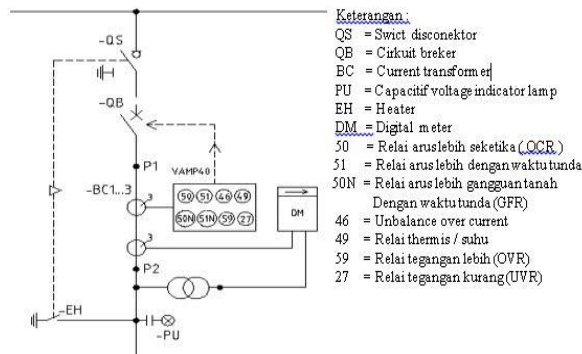 -QS
-QB
P1
VAMP40
-BC1...3
3
50 51 46 49
50N 51N 59 27
DM
3
P2
-EH
-PU
Keterangan :
QS = Swict disconektor
QB = Cirkuit breker
BC = Current transformer
PU = Capacitif voltage indicator lamp
EH = Heater
DM = Digital meter
50 = Relai arus lebih seketika ( OCR )
51 = Relai arus lebih dengan waktu tunda
50N = Relai arus lebih gangguan tanah
Dengan waktu tunda (GFR)
46 = Unbalance over current
49 = Relai thermis / suhu
59 = Relai tegangan lebih (OVR)
27 = Relai tegangan kurang (UVR)